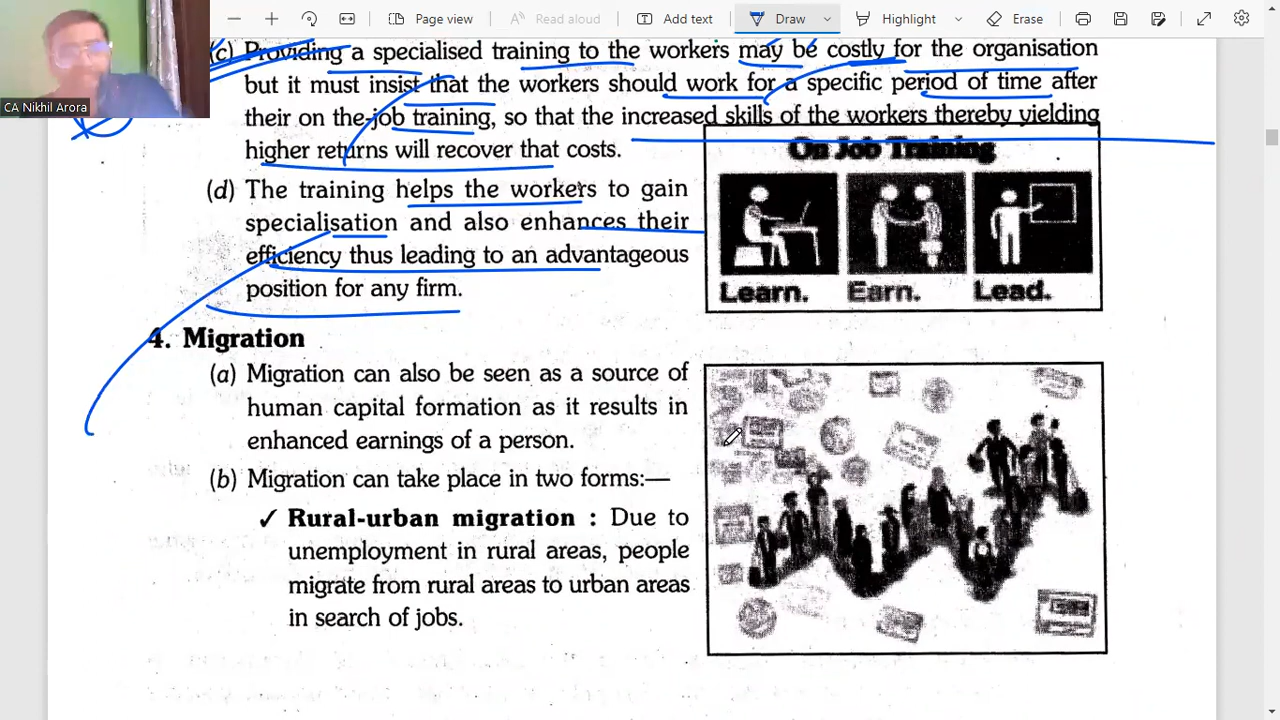 Page view
Read aloud
Add text
Draw
Highlight
Erase
CA Nikhil Arora
(c) Providing a specialised training to the workers may be costly for the organisation
but it must insist that the workers should work for a specific period of time after
their on the-job training, so that the increased skills of the workers thereby yielding
higher returns will recover that costs.
On Job Training
Learn. Earn. Lead.
(d) The training helps the workers to gain
specialisation and also enhances their
efficiency thus leading to an advantageous
position for any firm.
4. Migration
(a) Migration can also be seen as a source of
human capital formation as it results in
enhanced earnings of a person.
(b) Migration can take place in two forms:—
✓ Rural-urban migration : Due to
unemployment in rural areas, people
migrate from rural areas to urban areas
in search of jobs.